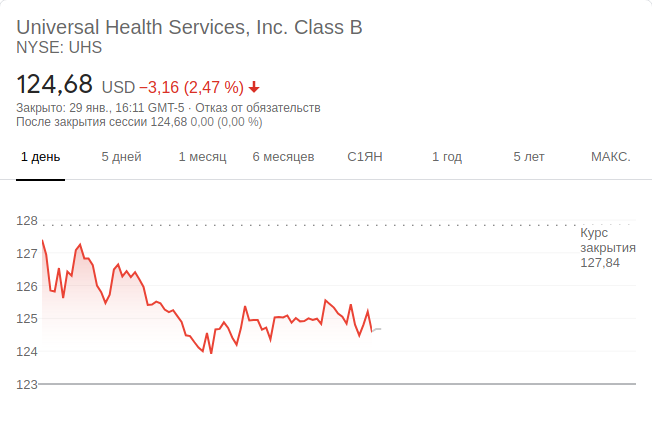 Universal Health Services, Inc. Class B
NYSE: UHS
124,68 USD −3,16 (2,47 %)
Закрыто: 29 янв., 16:11 GMT-5 · Отказ от обязательств
После закрытия сессии 124,68 0,00 (0,00 %)
1 день 5 дней 1 месяц 6 месяцев С1ЯН 1 год 5 лет МАКС.
128
Курс
закрытия
127,84
127
126
125
124
123